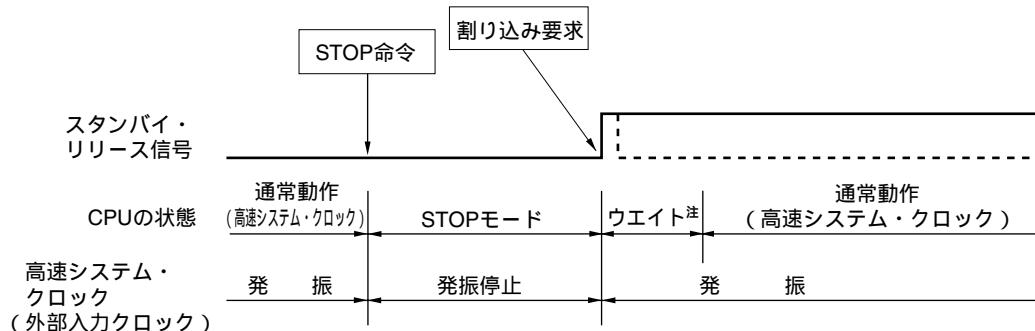 割り込み要求
STOP命令
スタンバイ・
リリース信号
通常動作
通常動作
CPUの状態
(高速システム・クロック)
STOPモード
ウエイト注
(高速システム・クロック)
高速システム・
クロック
(外部入力クロック)
発 振
発振停止
発 振